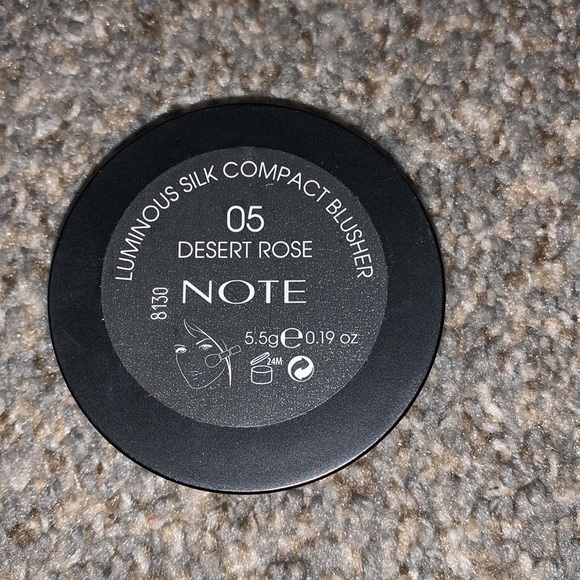 LUMINOUS SILK COMPACT BLUSHER
05
DESERT ROSE
8130
NOTE
5.5g e 0.19 oz
24M